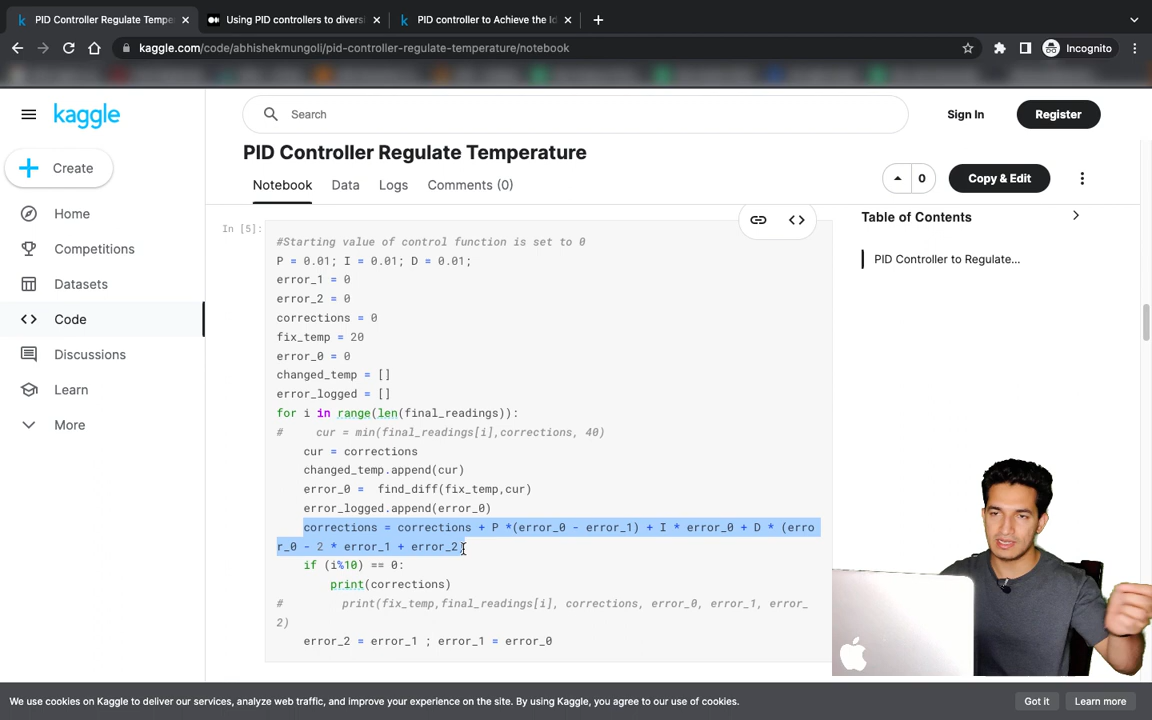 PID Controller Regulate Tempe
Using PID controllers to diversi
PID controller to Achieve the Id
kaggle.com/code/abhishekmungoli/pid-controller-regulate-temperature/notebook
Incognito
kaggle
Search
Sign In
Register
Create
PID Controller Regulate Temperature
Notebook
Data
Logs
Comments (0)
0
Copy & Edit
Home
Competitions
Datasets
Code
Discussions
Learn
More
Table of Contents
PID Controller to Regulate...
In [5]:
#Starting value of control function is set to 0
P = 0.01; I = 0.01; D = 0.01;
error_1 = 0
error_2 = 0
corrections = 0
fix_temp = 20
error_0 = 0
changed_temp = []
error_logged = []
for i in range(len(final_readings)):
#     cur = min(final_readings[i],corrections, 40)
cur = corrections
changed_temp.append(cur)
error_0 =  find_diff(fix_temp,cur)
error_logged.append(error_0)
corrections = corrections + P *(error_0 - error_1) + I * error_0 + D * (erro
r_0 - 2 * error_1 + error_2)
if (i%10) == 0:
print(corrections)
#         print(fix_temp,final_readings[i], corrections, error_0, error_1, error_
2)
error_2 = error_1 ; error_1 = error_0
We use cookies on Kaggle to deliver our services, analyze web traffic, and improve your experience on the site. By using Kaggle, you agree to our use of cookies.
Got it
Learn more